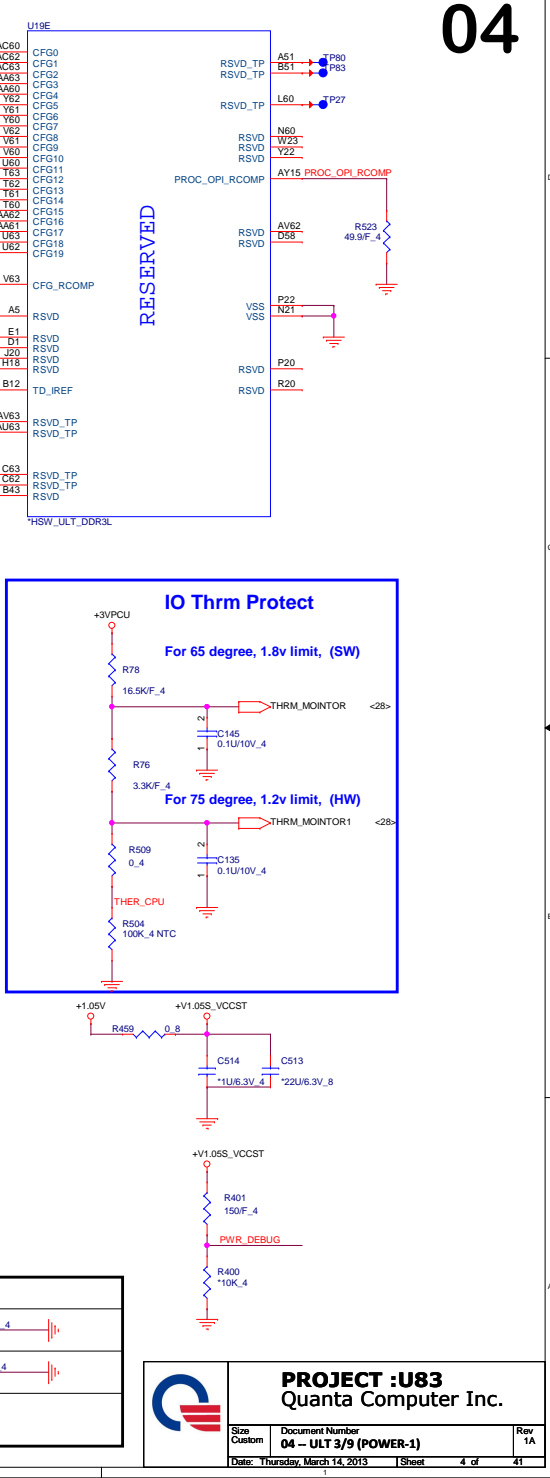 04
U19E
AC60 CFG0
AC62 CFG1
AC63 CFG2
AA63 CFG3
AA60 CFG4
Y62 CFG5
Y61 CFG6
Y60 CFG7
V62 CFG8
V61 CFG9
V60 CFG10
U60 CFG11
T63 CFG12
T62 CFG13
T61 CFG14
T60 CFG15
AA62 CFG16
AA61 CFG17
U63 CFG18
U62 CFG19
V63 CFG_RCOMP
A5 RSVD
E1 RSVD
D1 RSVD
J20 RSVD
H18 RSVD
B12 TD_IREF
AV63 RSVD_TP
AU63 RSVD_TP
C63 RSVD_TP
C62 RSVD_TP
B43 RSVD
RESERVED
RSVD_TP A51 TP80
RSVD_TP B51 TP83
RSVD_TP L60 TP27
RSVD N60
RSVD W23
RSVD Y22
PROC_OPI_RCOMP AY15 PROC_OPI_RCOMP
R523
49.9/F_4
RSVD AV62
RSVD D58
VSS P22
VSS N21
RSVD P20
RSVD R20
*HSW_ULT_DDR3L
IO Thrm Protect
+3VPCU
For 65 degree, 1.8v limit, (SW)
R78
16.5K/F_4
THRM_MOINTOR <28>
2
C145
1
0.1U/10V_4
R76
3.3K/F_4
For 75 degree, 1.2v limit, (HW)
THRM_MOINTOR1 <28>
2
C135
1
0.1U/10V_4
R509
0_4
THER_CPU
R504
100K_4 NTC
+1.05V +V1.05S_VCCST
R459 0_8
C514
*1U/6.3V_4
C513
*22U/6.3V_8
+V1.05S_VCCST
R401
150/F_4
PWR_DEBUG
R400
*10K_4
_4
_4
PROJECT :U83
Quanta Computer Inc.
Size
Custom
Document Number
04 -- ULT 3/9 (POWER-1)
Rev
1A
Date: Thursday, March 14, 2013 Sheet 4 of 41
1
D
C
B
A